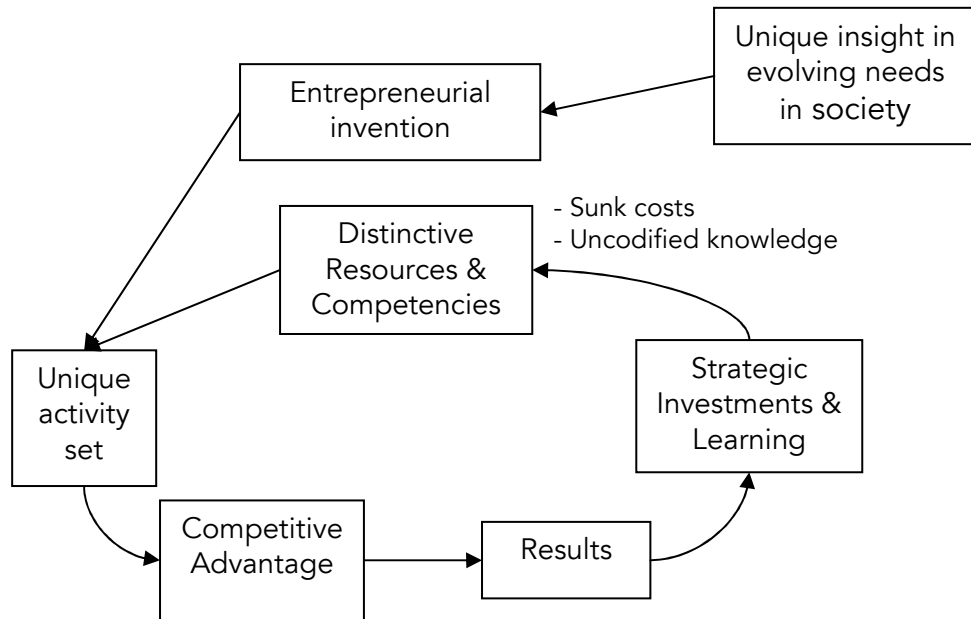 Unique insight in
evolving needs
in society
Entrepreneurial
invention
- Sunk costs
- Uncodified knowledge
Distinctive
Resources &
Competencies
Strategic
Investments &
Learning
Unique
activity
set
Competitive
Advantage
Results